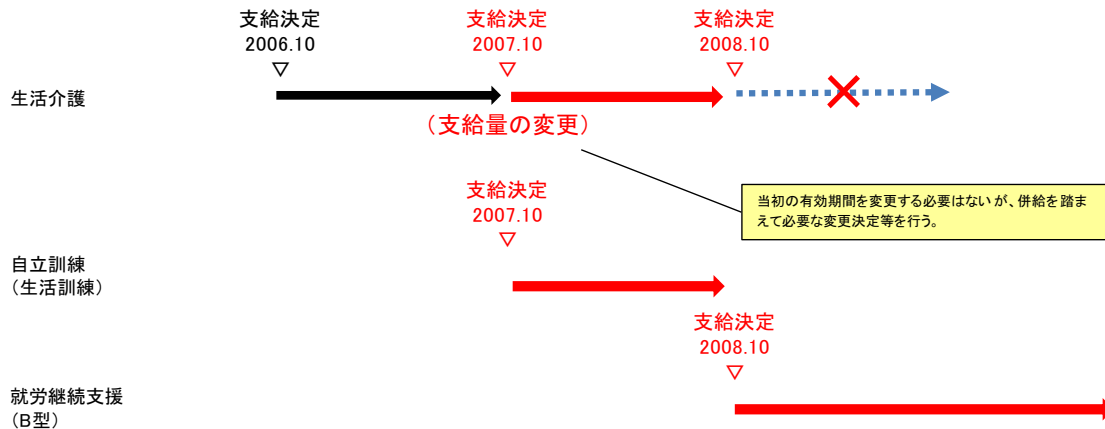 支給決定
2006.10
▽
支給決定
2007.10
▽
支給決定
2008.10
▽
生活介護
(支給量の変更)
当初の有効期間を変更する必要はないが、併給を踏ま
えて必要な変更決定等を行う。
支給決定
2007.10
▽
自立訓練
(生活訓練)
支給決定
2008.10
▽
就労継続支援
(B型)